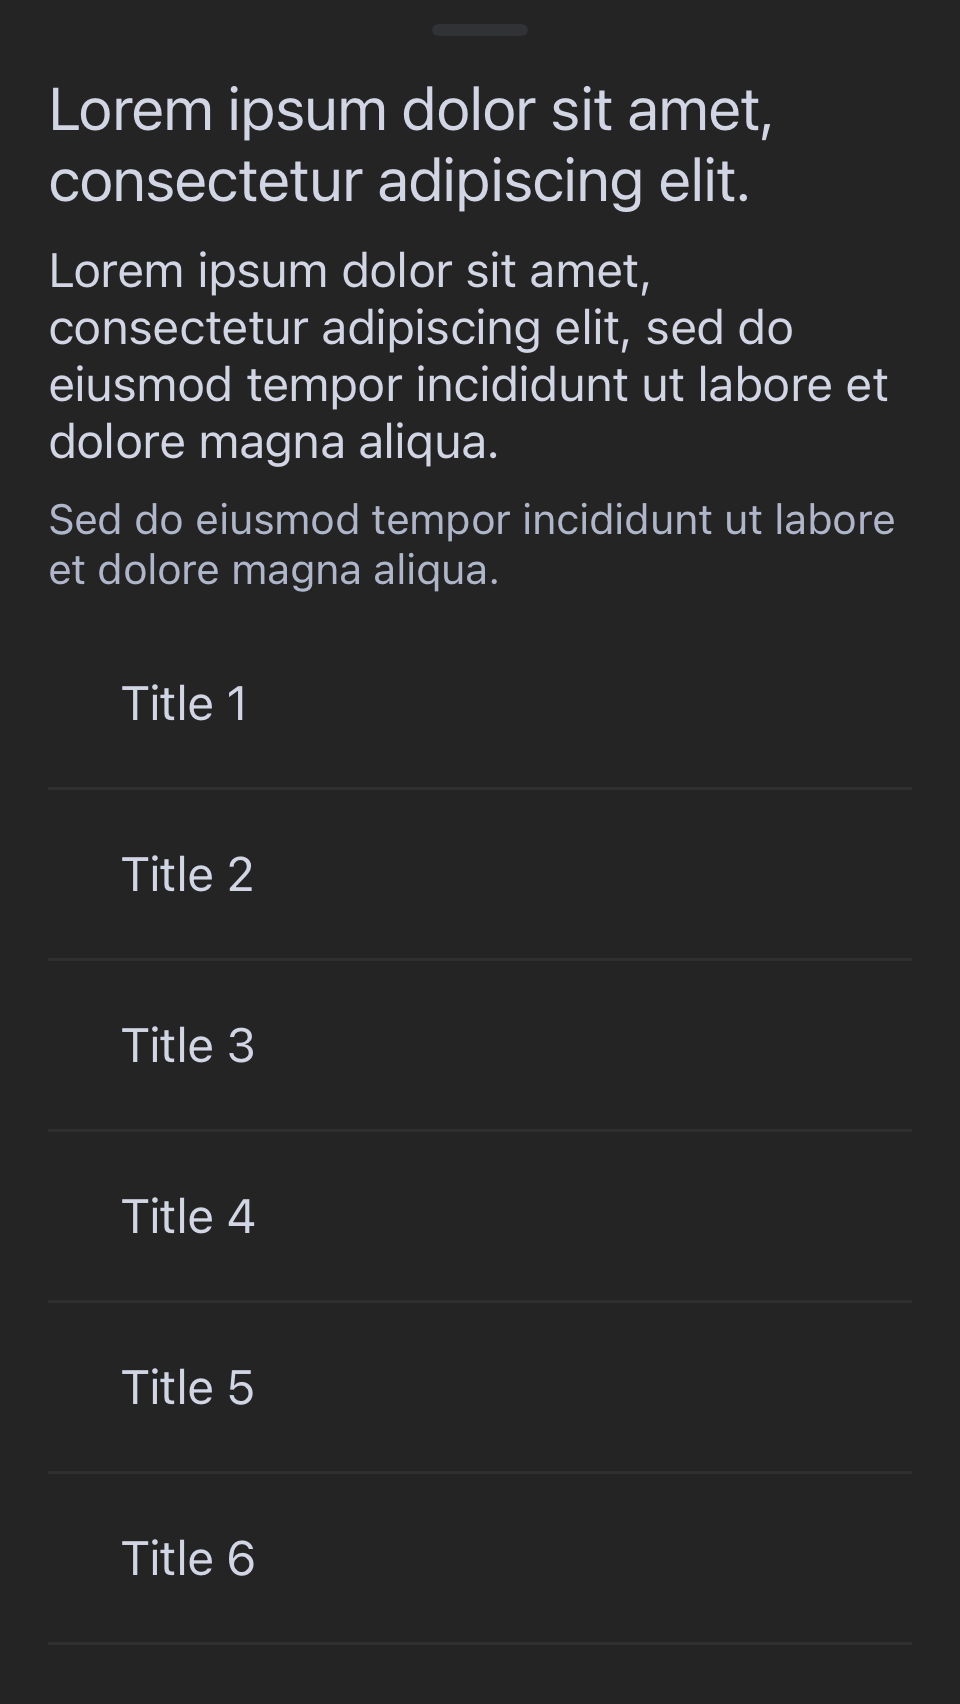 Lorem ipsum dolor sit amet,
consectetur adipiscing elit.
Lorem ipsum dolor sit amet,
consectetur adipiscing elit, sed do
eiusmod tempor incididunt ut labore et
dolore magna aliqua.
Sed do eiusmod tempor incididunt ut labore
et dolore magna aliqua.
Title 1
Title 2
Title 3
Title 4
Title 5
Title 6